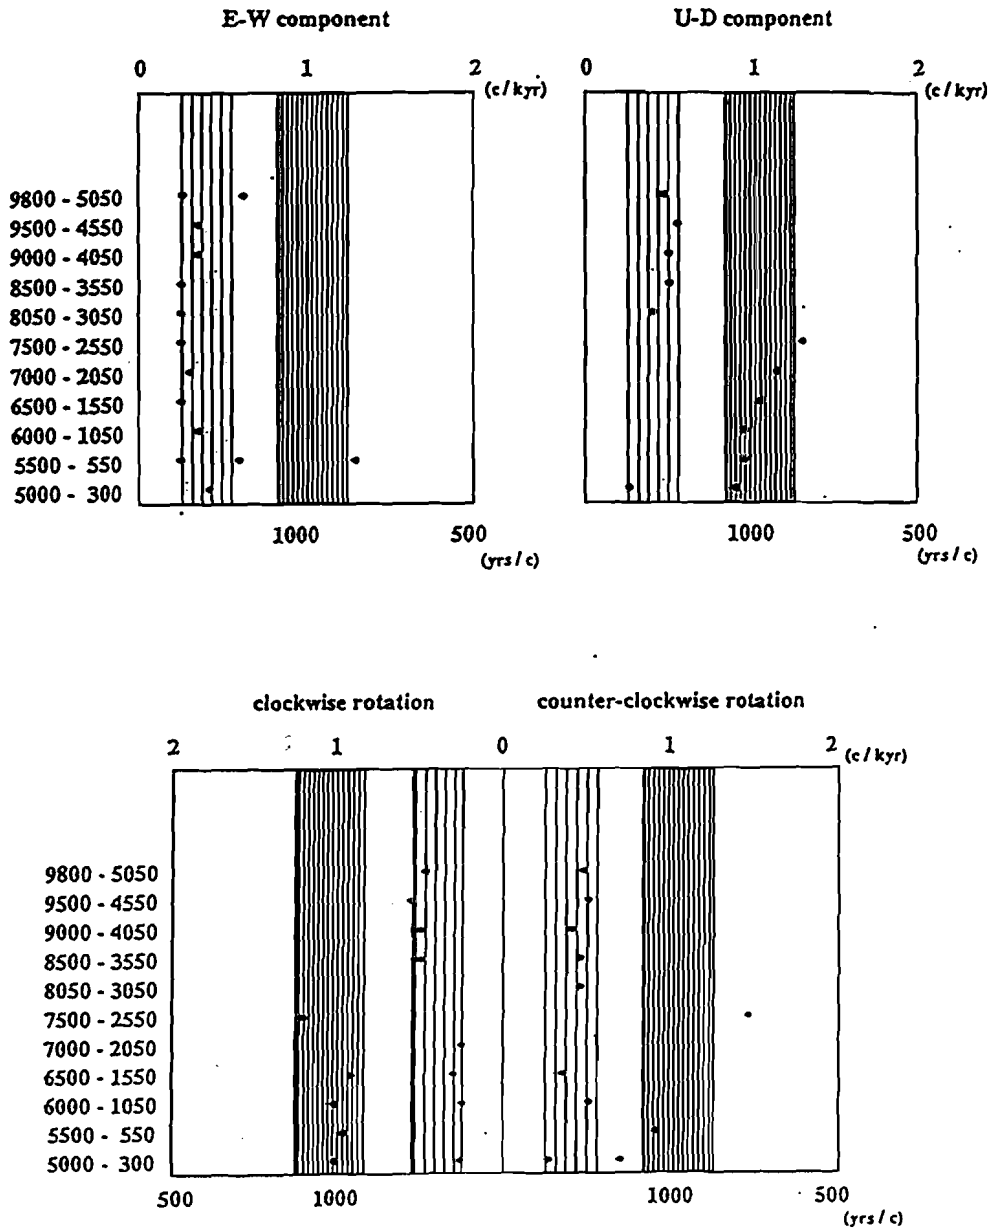 E-W component U-D component
0 1 2 0 1 2
(c / kyr) (c / kyr)
9800 - 5050
9500 - 4550
9000 - 4050
8500 - 3550
8050 - 3050
7500 - 2550
7000 - 2050
6500 - 1550
6000 - 1050
5500 - 550
5000 - 300
1000 500 1000 500
(yrs / c) (yrs / c)
clockwise rotation counter-clockwise rotation
2 1 0 1 2 (c / kyr)
9800 - 5050
9500 - 4550
9000 - 4050
8500 - 3550
8050 - 3050
7500 - 2550
7000 - 2050
6500 - 1550
6000 - 1050
5500 - 550
5000 - 300
500 1000 1000 500
(yrs / c)